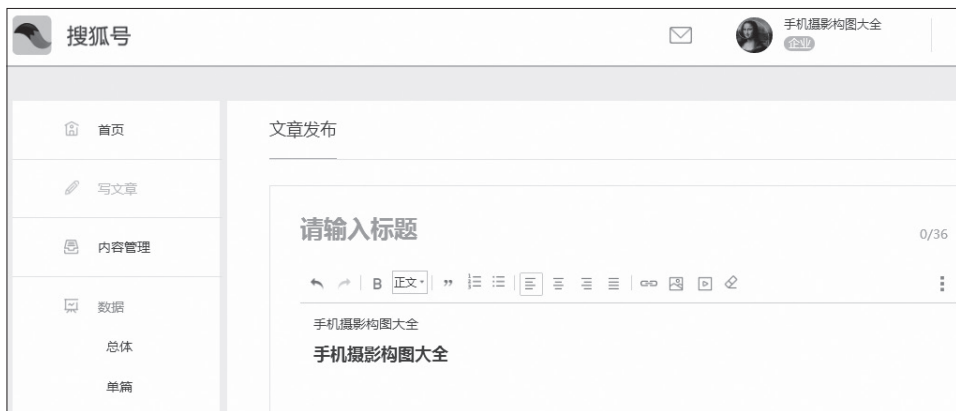 搜狐号
手机摄影构图大全
企业
首页
写文章
内容管理
数据
总体
单篇
文章发布
请输入标题
0/36
B 正文
手机摄影构图大全
手机摄影构图大全